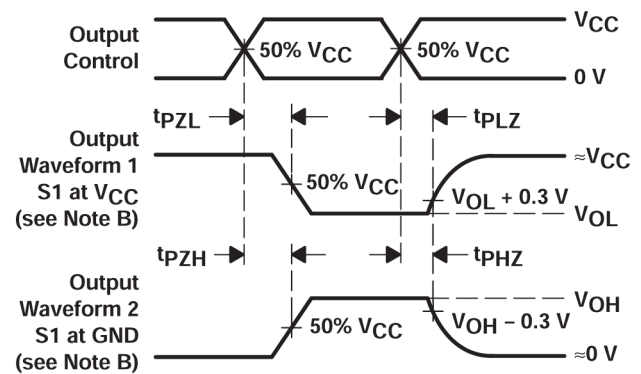 Output
Control
50% VCC
50% VCC
VCC
0 V
tPZL
tPLZ
Output
Waveform 1
S1 at VCC
(see Note B)
50% VCC
≈VCC
VOL + 0.3 V
VOL
tPZH
tPHZ
Output
Waveform 2
S1 at GND
(see Note B)
50% VCC
VOH
VOH − 0.3 V
≈0 V